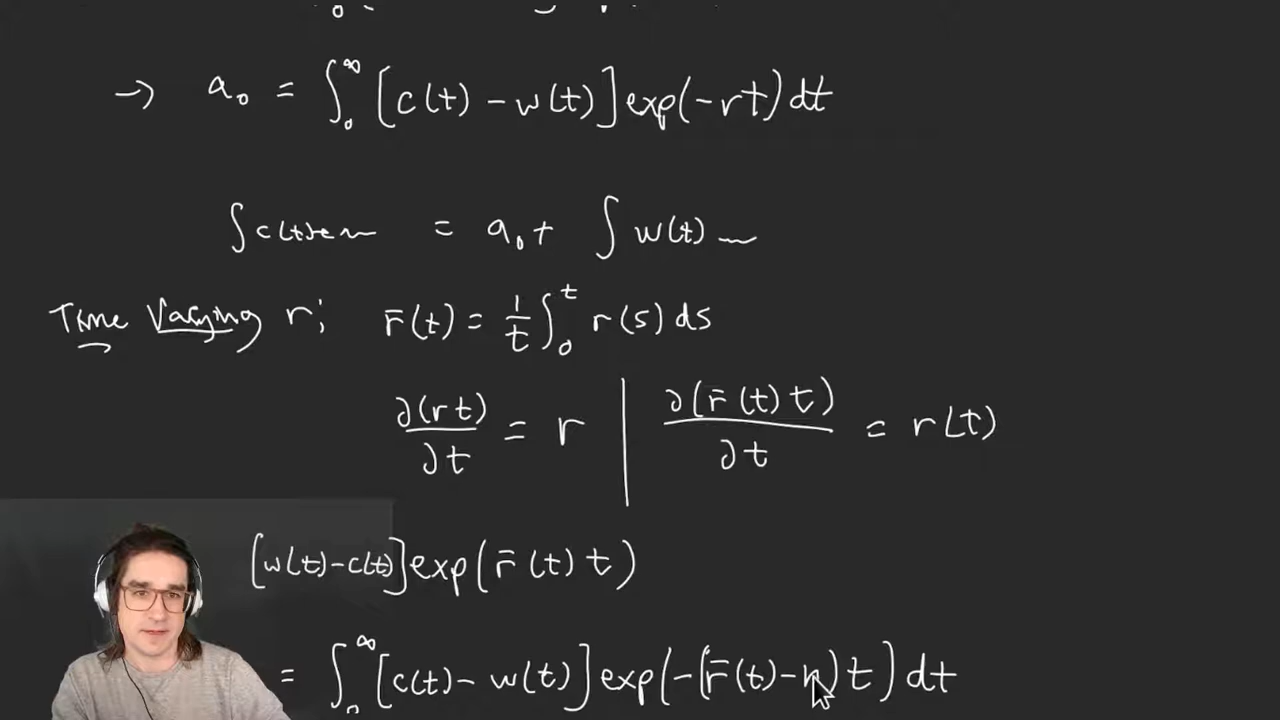 → a₀ = ∫₀^∞ [c(t) - w(t)] exp(-rt) dt
= a₀ + ∫ w(t)
Time Varying r; r̄(t) = 1/t ∫₀^t r(s) ds
∂(rt)/∂t = r | ∂(r̄(t) t)/∂t = r(t)
[w(t)-c(t)] exp(r̄(t) t)
= ∫₀^∞ [c(t) - w(t)] exp(-(r̄(t)-n) t) dt